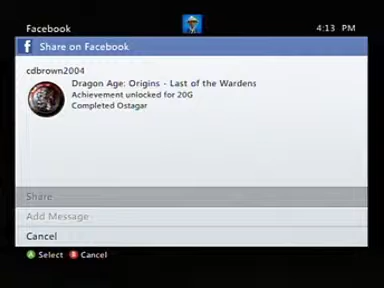 Facebook 4:13 PM
f Share on Facebook
cdbrown2004
Dragon Age: Origins - Last of the Wardens
Achievement unlocked for 20G
Completed Ostagar
Share
Add Message
Cancel
A Select B Cancel